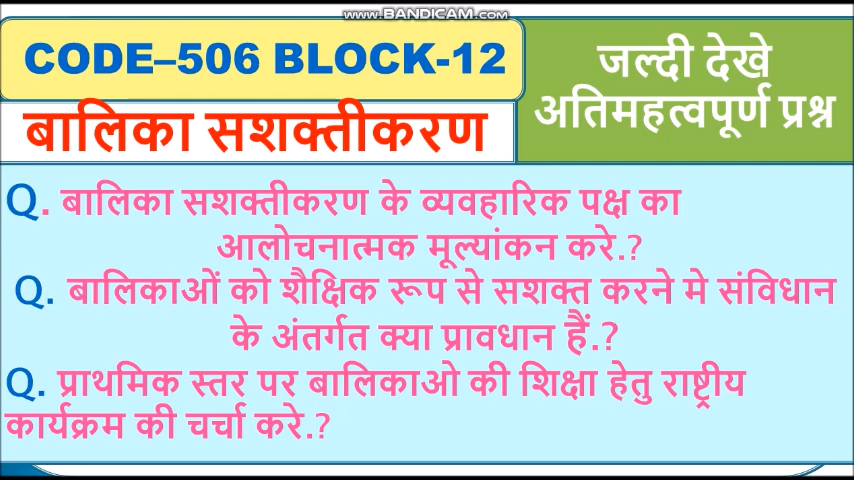 www.BANDICAM.com
CODE–506 BLOCK-12
बालिका सशक्तीकरण
जल्दी देखे
अतिमहत्वपूर्ण प्रश्न
Q. बालिका सशक्तीकरण के व्यवहारिक पक्ष का
आलोचनात्मक मूल्यांकन करे.?
Q. बालिकाओं को शैक्षिक रूप से सशक्त करने मे संविधान
के अंतर्गत क्या प्रावधान हैं.?
Q. प्राथमिक स्तर पर बालिकाओ की शिक्षा हेतु राष्ट्रीय
कार्यक्रम की चर्चा करे.?